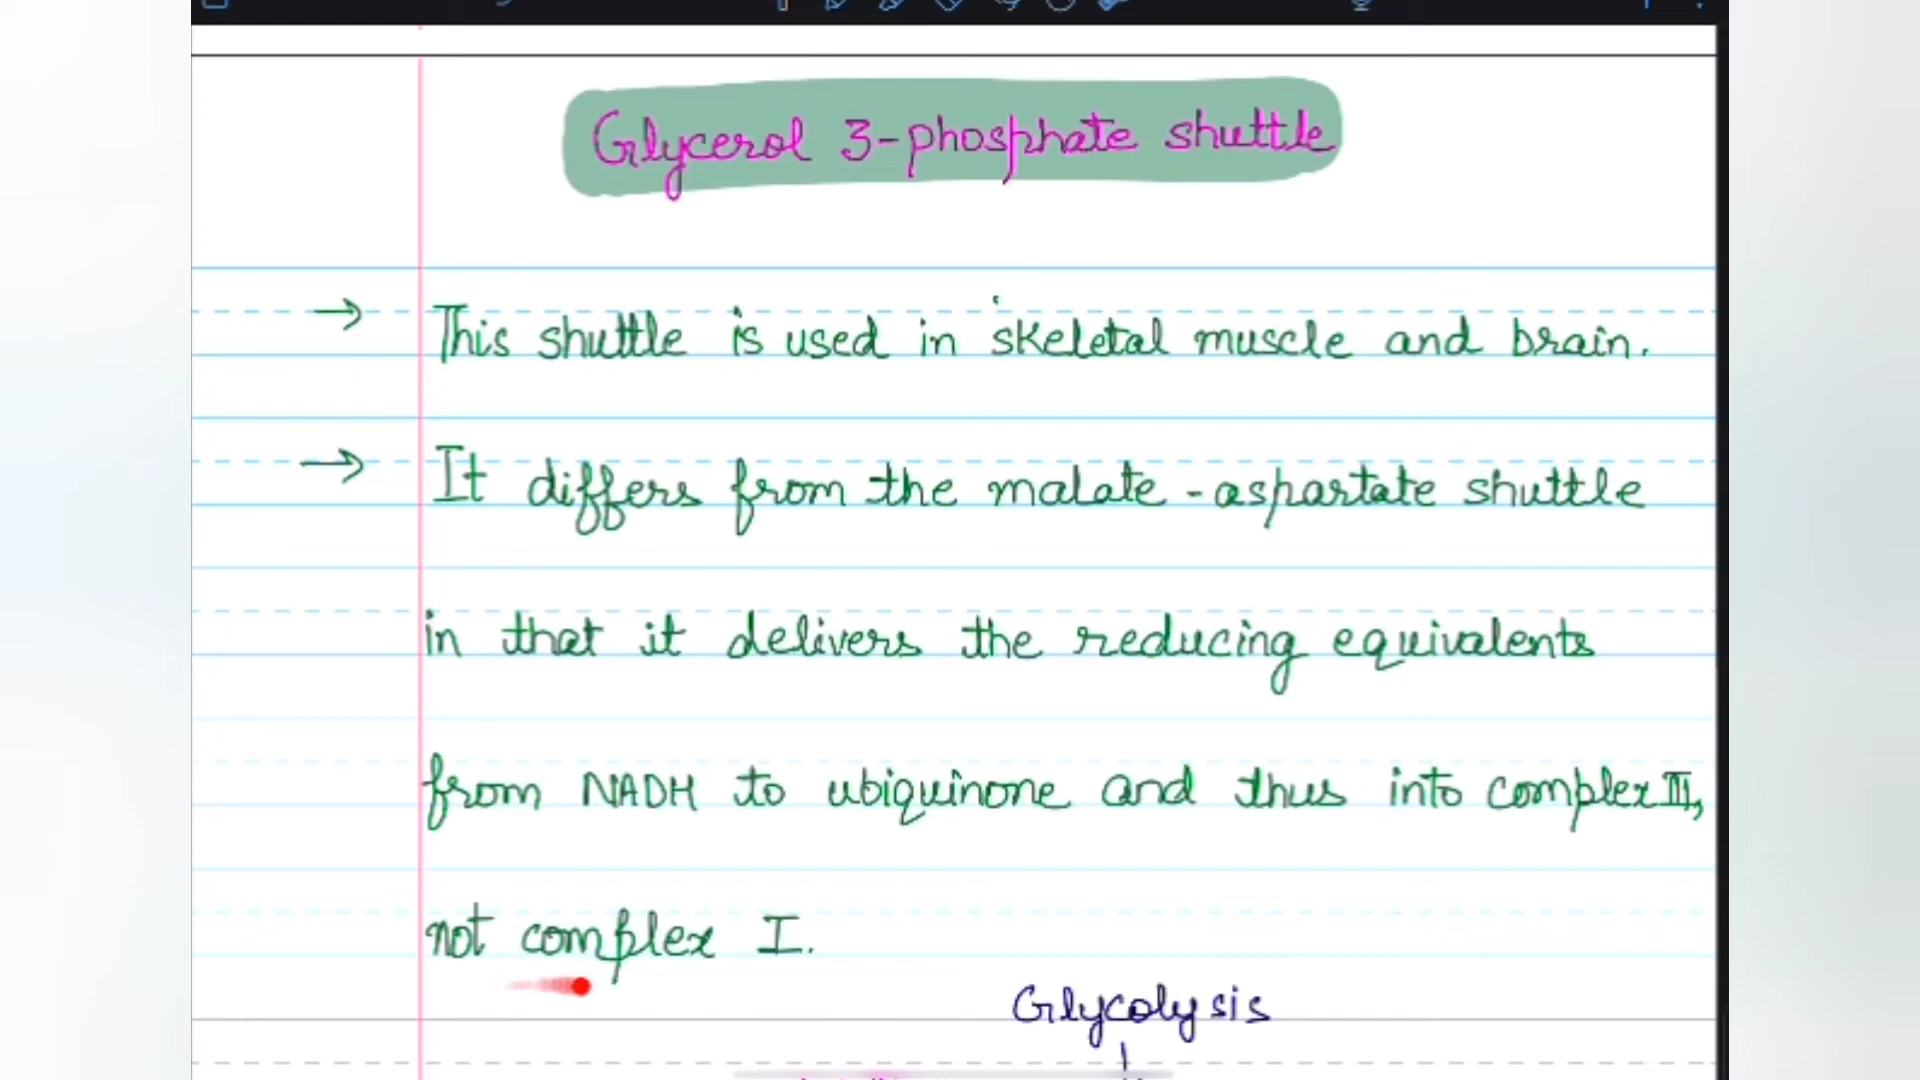 Glycerol 3-phosphate shuttle
→ This shuttle is used in skeletal muscle and brain.
→ It differs from the malate-aspartate shuttle
in that it delivers the reducing equivalents
from NADH to ubiquinone and thus into complex III,
not complex I.
Glycolysis